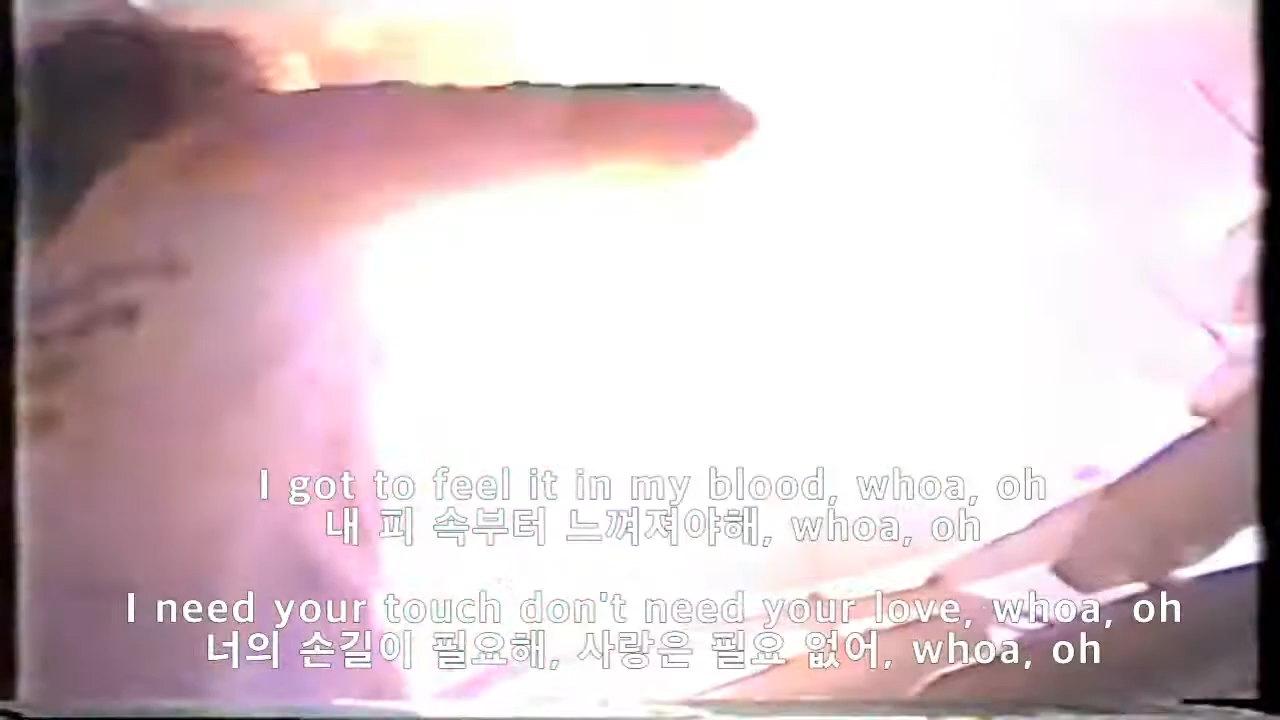 I got to feel it in my blood, whoa, oh
내 피 속부터 느껴져야해, whoa, oh
I need your touch don't need your love, whoa, oh
너의 손길이 필요해, 사랑은 필요 없어, whoa, oh